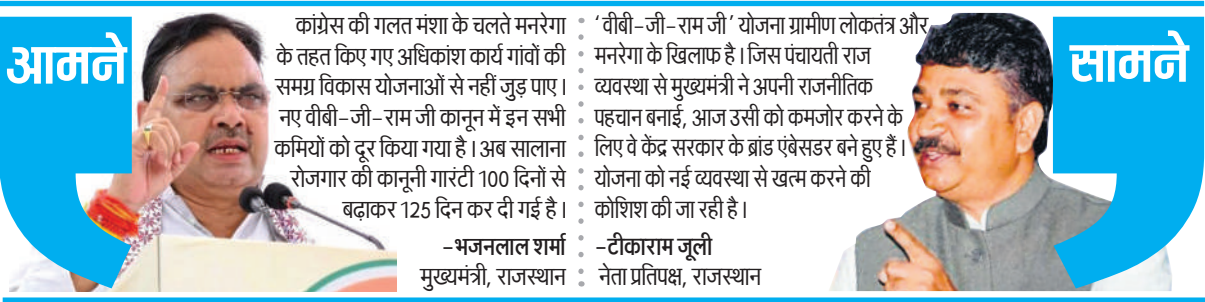 आमने
कांग्रेस की गलत मंशा के चलते मनरेगा
के तहत किए गए अधिकांश कार्य गांवों की
समग्र विकास योजनाओं से नहीं जुड़ पाए।
नए वीबी-जी-राम जी कानून में इन सभी
कमियों को दूर किया गया है। अब सालाना
रोजगार की कानूनी गारंटी 100 दिनों से
बढ़ाकर 125 दिन कर दी गई है।
-भजनलाल शर्मा
मुख्यमंत्री, राजस्थान
'वीबी-जी-राम जी' योजना ग्रामीण लोकतंत्र और
मनरेगा के खिलाफ है। जिस पंचायती राज
व्यवस्था से मुख्यमंत्री ने अपनी राजनीतिक
पहचान बनाई, आज उसी को कमजोर करने के
लिए वे केंद्र सरकार के ब्रांड एंबेसडर बने हुए हैं।
योजना को नई व्यवस्था से खत्म करने की
कोशिश की जा रही है।
-टीकाराम जूली
नेता प्रतिपक्ष, राजस्थान
सामने